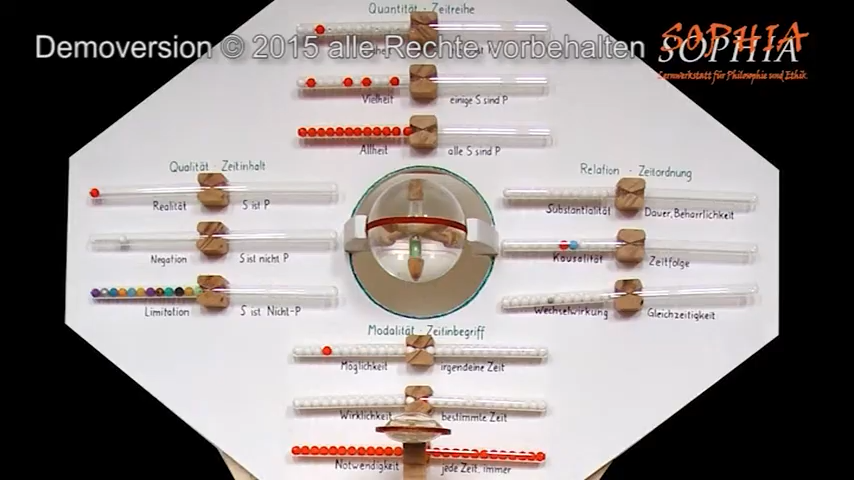 Quantität - Zeitreihe
Demoversion © 2015 alle Rechte vorbehalten
SOPHIA
SOPHIA
Lernwerkstatt für Philosophie und Ethik.
Vielheit einige S sind P
Allheit alle S sind P
Qualität - Zeitinhalt
Realität S ist P
Negation S ist nicht P
Limitation S ist Nicht-P
Relation - Zeitordnung
Substantialität Dauer, Beharrlichkeit
Kausalität Zeitfolge
Wechselwirkung Gleichzeitigkeit
Modalität - Zeitinbegriff
Möglichkeit irgendeine Zeit
Wirklichkeit bestimmte Zeit
Notwendigkeit jede Zeit, immer